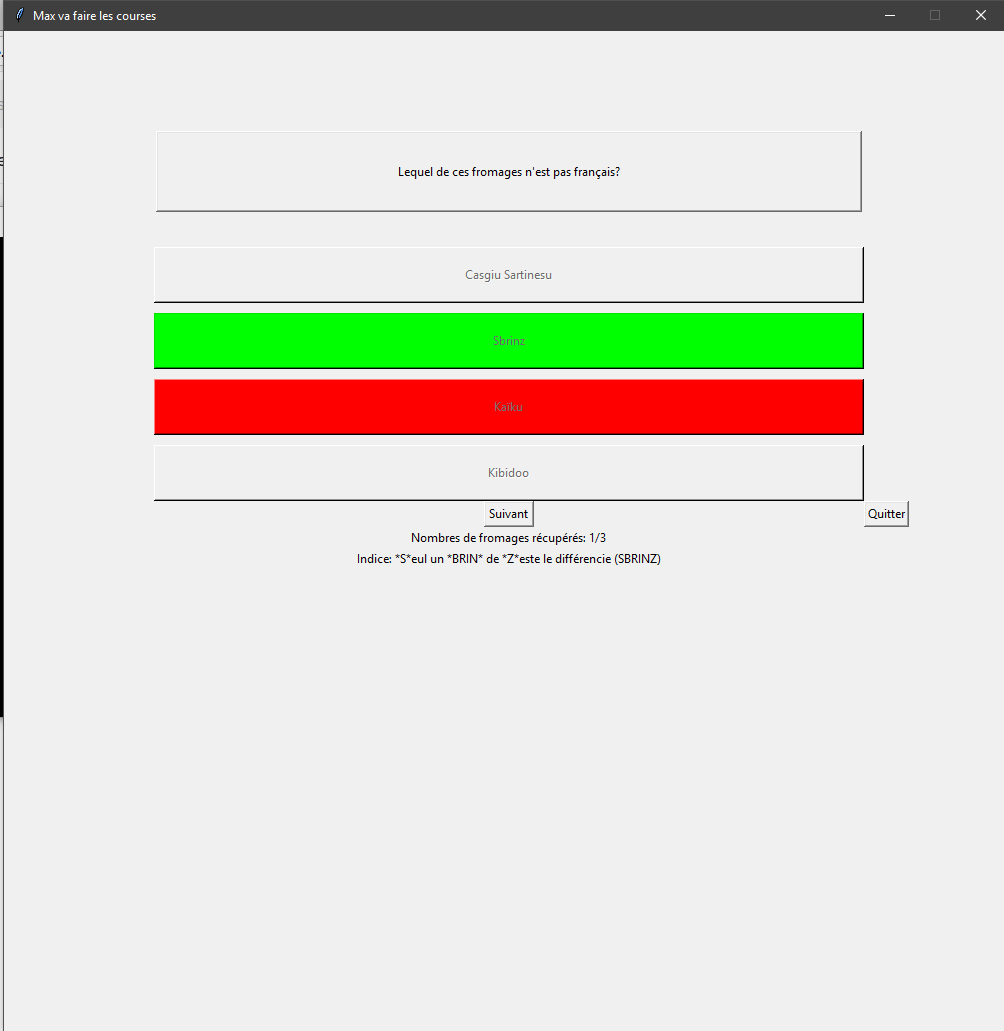 Max va faire les courses
Lequel de ces fromages n'est pas français?
Casgiu Sartinesu
Sbrinz
Kaïku
Kibidoo
Suivant
Quitter
Nombres de fromages récupérés: 1/3
Indice: *S*eul un *BRIN* de *Z*este le différencie (SBRINZ)